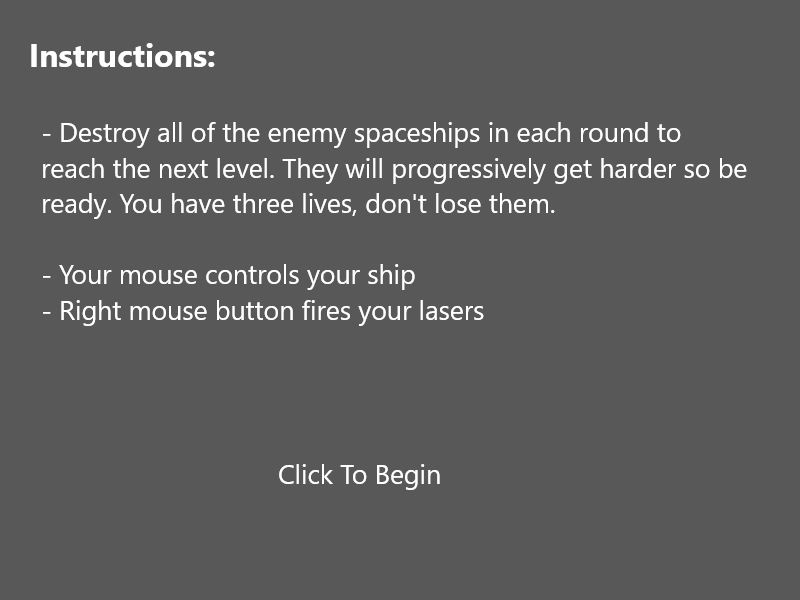 Instructions:
- Destroy all of the enemy spaceships in each round to
reach the next level. They will progressively get harder so be
ready. You have three lives, don't lose them.
- Your mouse controls your ship
- Right mouse button fires your lasers
Click To Begin